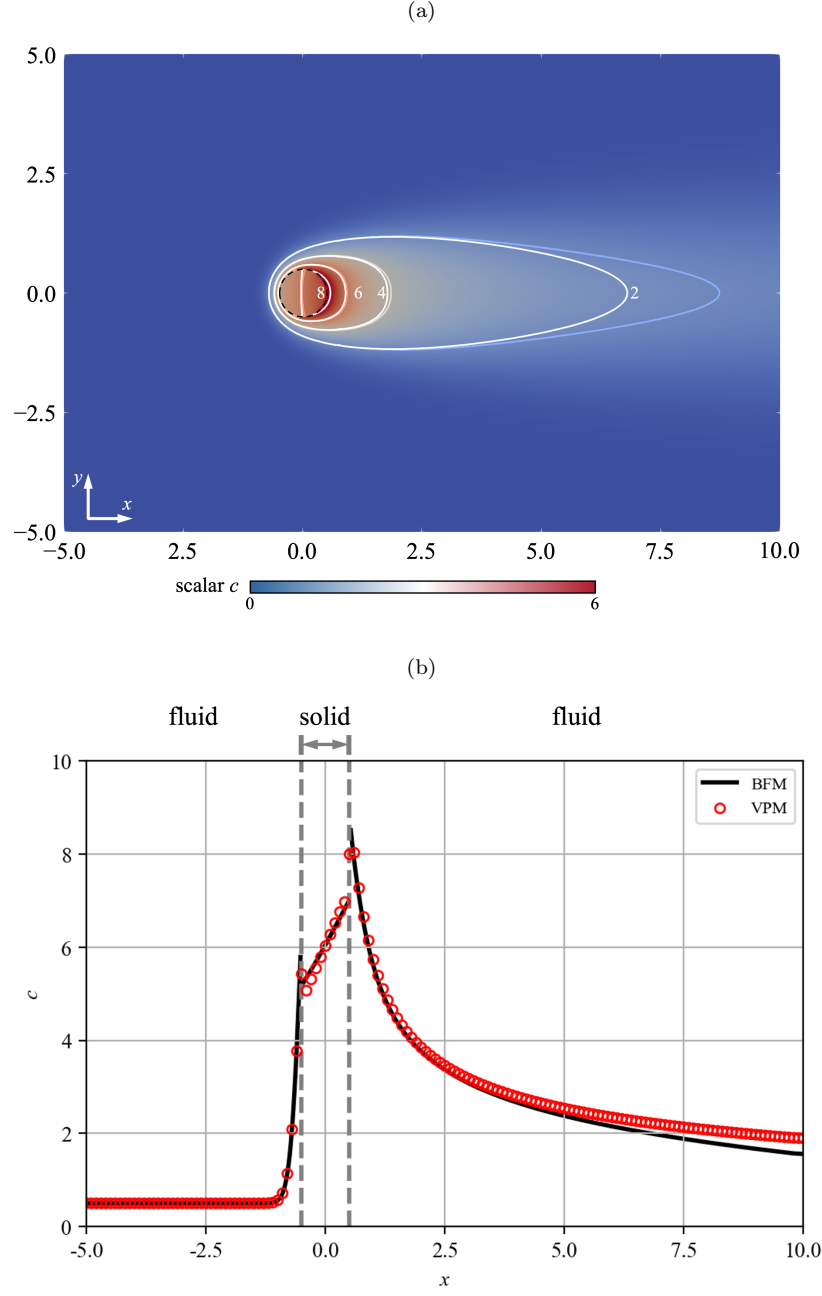 (a)
5.0
2.5
0.0
−2.5
−5.0
8 6 4 2
y
x
−5.0 2.5 0.0 2.5 5.0 7.5 10.0
scalar c
0 6
(b)
fluid solid fluid
10
8
6
4
2
0
c
BFM
VPM
-5.0 -2.5 0.0 2.5 5.0 7.5 10.0
x